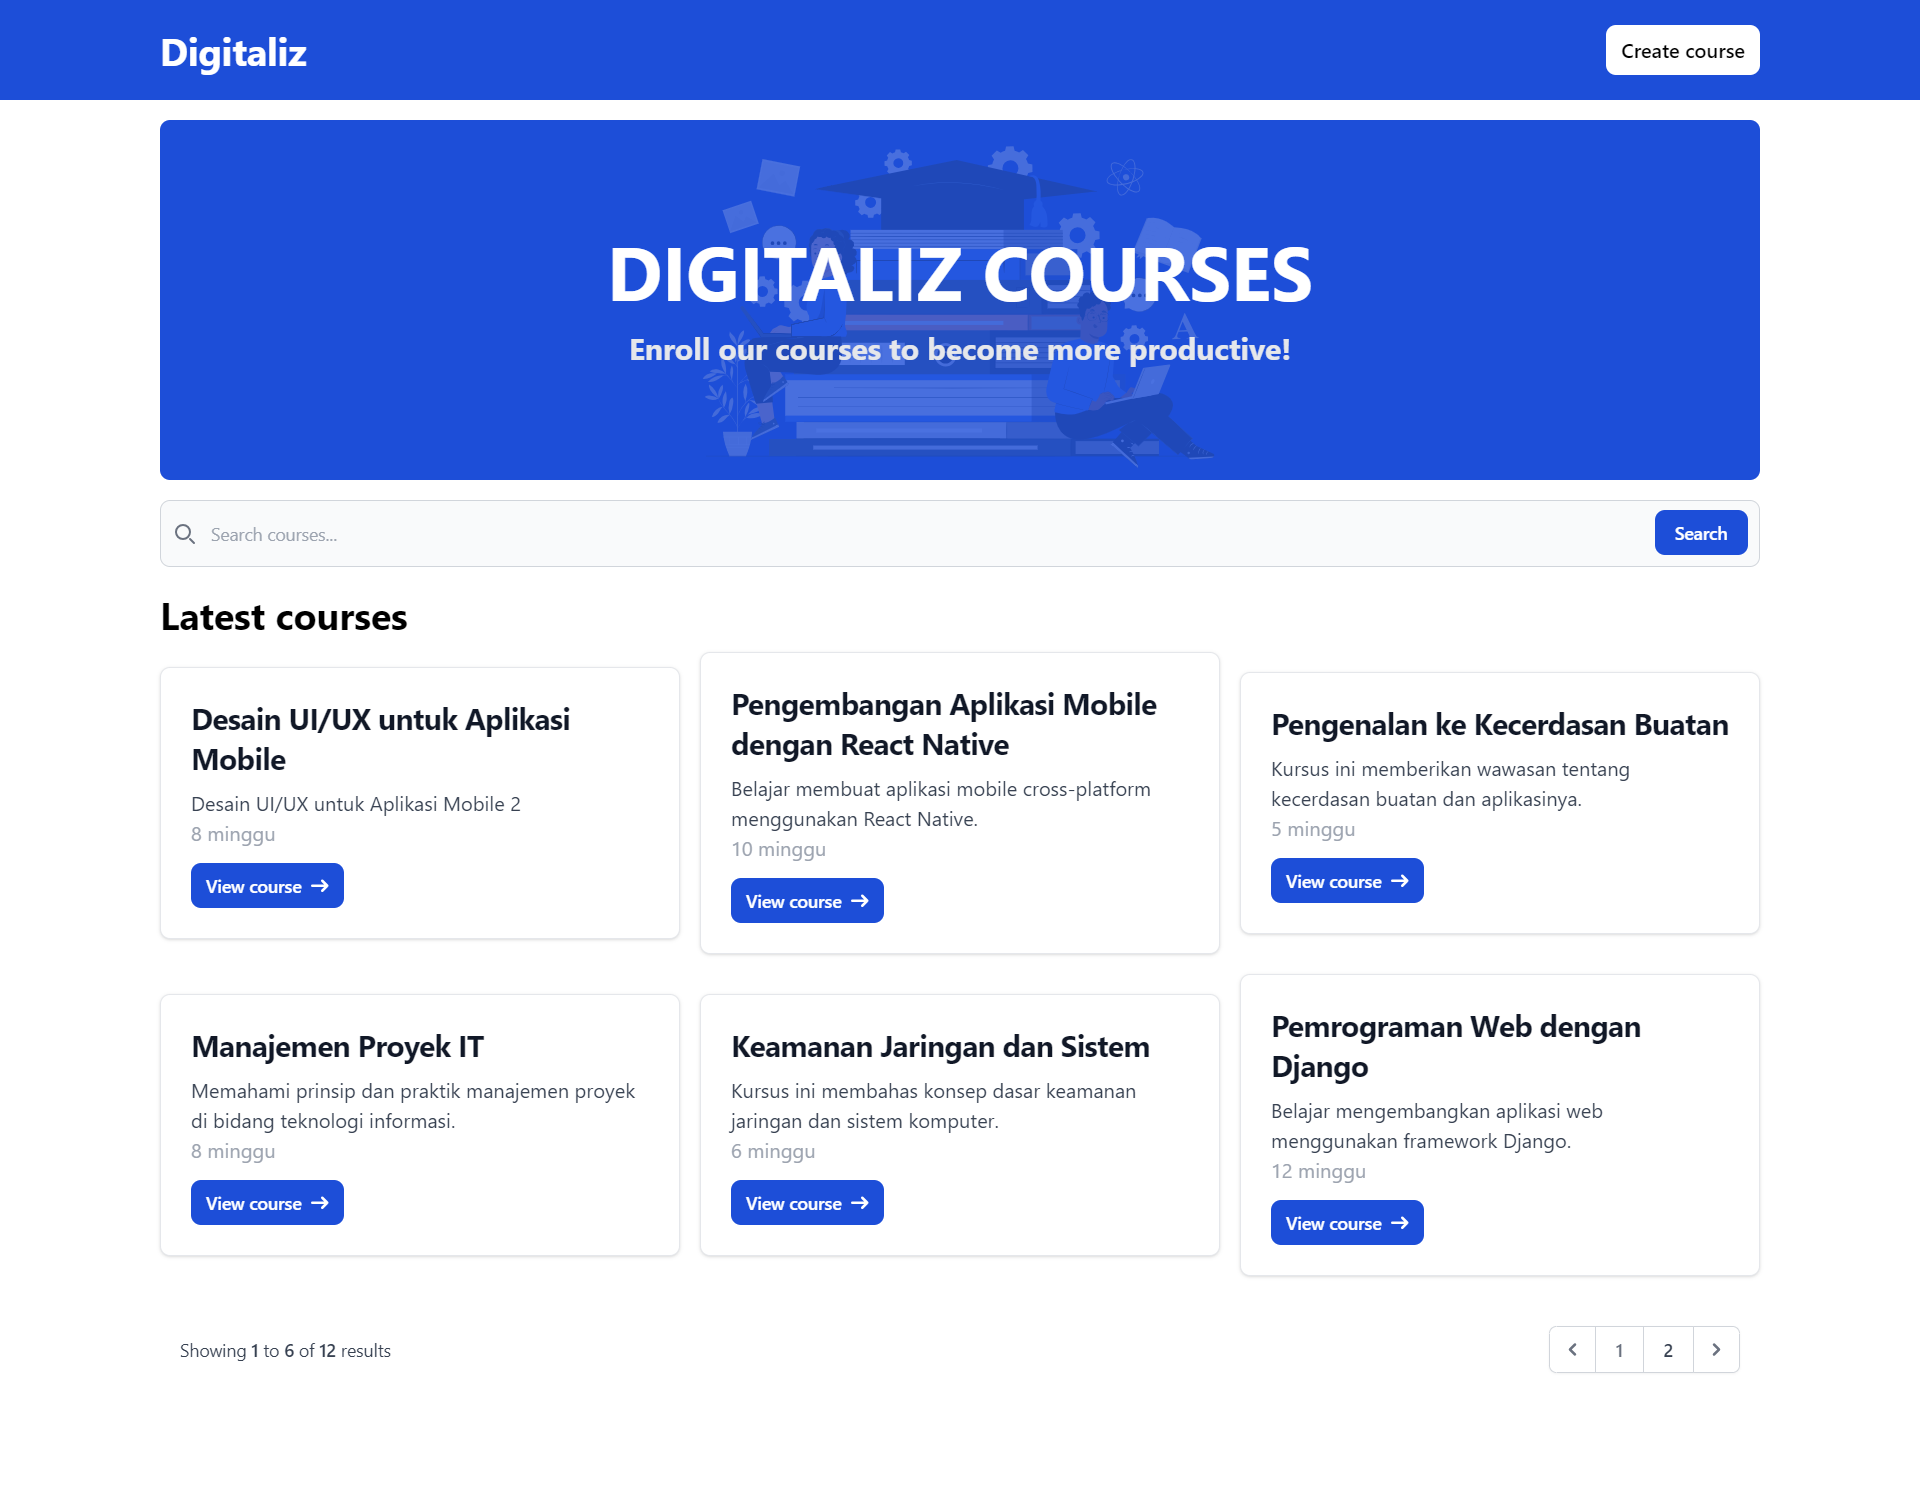 Digitaliz
Create course
DIGITALIZ COURSES
Enroll our courses to become more productive!
Search courses...
Search
Latest courses
Desain UI/UX untuk Aplikasi
Mobile
Desain UI/UX untuk Aplikasi Mobile 2
8 minggu
View course
Pengembangan Aplikasi Mobile
dengan React Native
Belajar membuat aplikasi mobile cross-platform
menggunakan React Native.
10 minggu
View course
Pengenalan ke Kecerdasan Buatan
Kursus ini memberikan wawasan tentang
kecerdasan buatan dan aplikasinya.
5 minggu
View course
Manajemen Proyek IT
Memahami prinsip dan praktik manajemen proyek
di bidang teknologi informasi.
8 minggu
View course
Keamanan Jaringan dan Sistem
Kursus ini membahas konsep dasar keamanan
jaringan dan sistem komputer.
6 minggu
View course
Pemrograman Web dengan
Django
Belajar mengembangkan aplikasi web
menggunakan framework Django.
12 minggu
View course
Showing 1 to 6 of 12 results
1 2